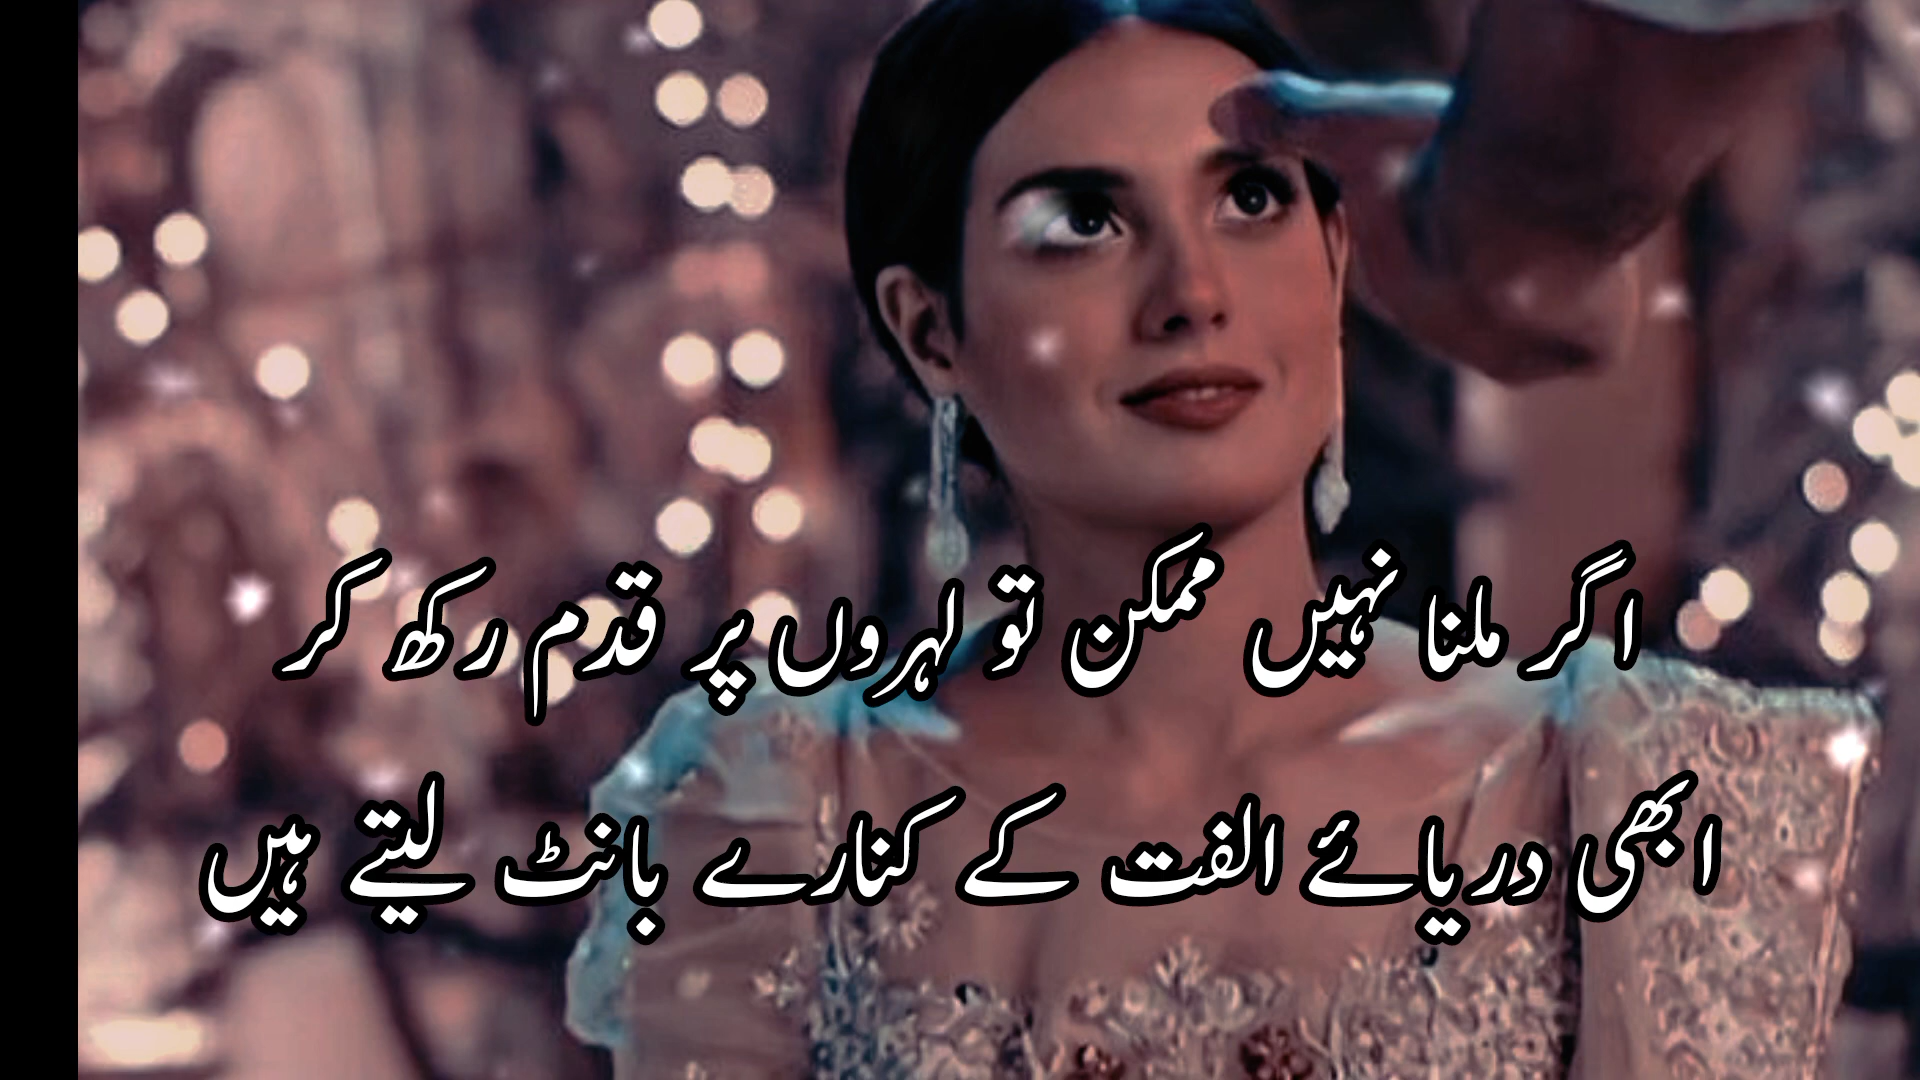 اگر ملنا نہیں ممکن تو لہروں پر قدم رکھ کر
ابھی دریائے الفت کے کنارے بانٹ لیتے ہیں